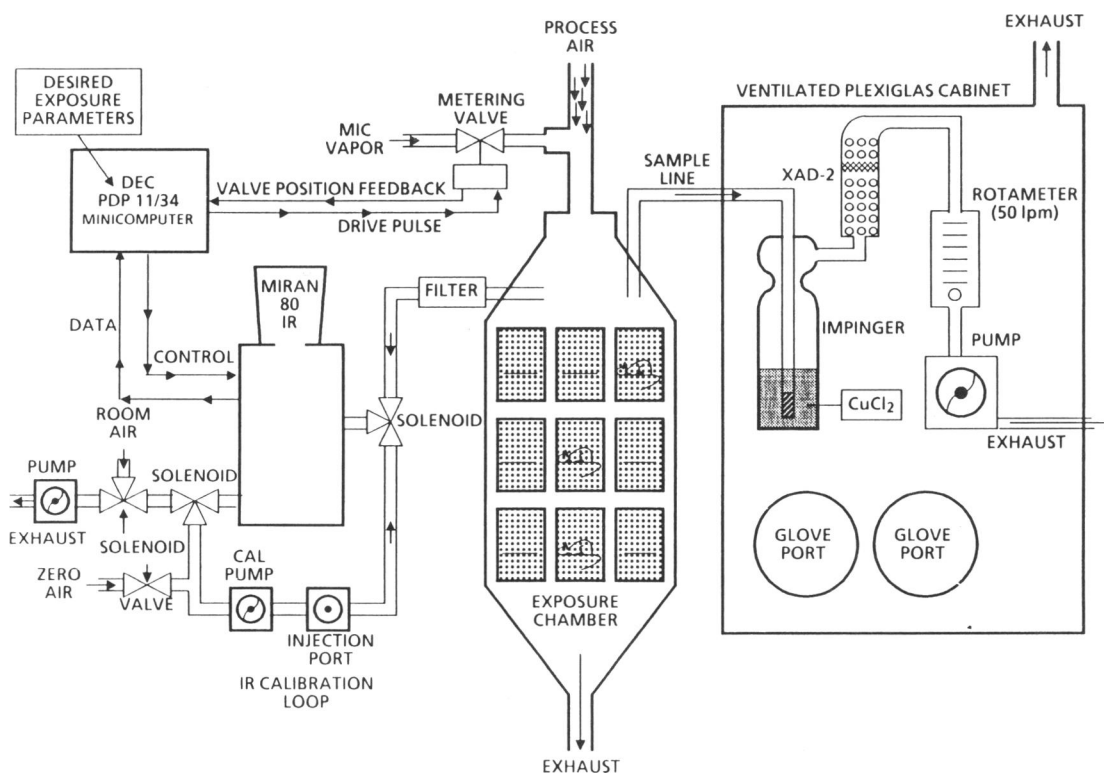 EXHAUST
PROCESS
AIR
DESIRED
EXPOSURE
PARAMETERS
METERING
VALVE
VENTILATED PLEXIGLAS CABINET
MIC
VAPOR
SAMPLE
LINE
XAD-2
DEC
PDP 11/34
MINICOMPUTER
VALVE POSITION FEEDBACK
DRIVE PULSE
ROTAMETER
(50 lpm)
MIRAN
80
IR
FILTER
DATA
CONTROL
IMPINGER
PUMP
ROOM
AIR
SOLENOID
CuCl2
EXHAUST
PUMP
SOLENOID
EXHAUST
SOLENOID
GLOVE
PORT
GLOVE
PORT
ZERO
AIR
VALVE
CAL
PUMP
EXPOSURE
CHAMBER
INJECTION
PORT
IR CALIBRATION
LOOP
EXHAUST